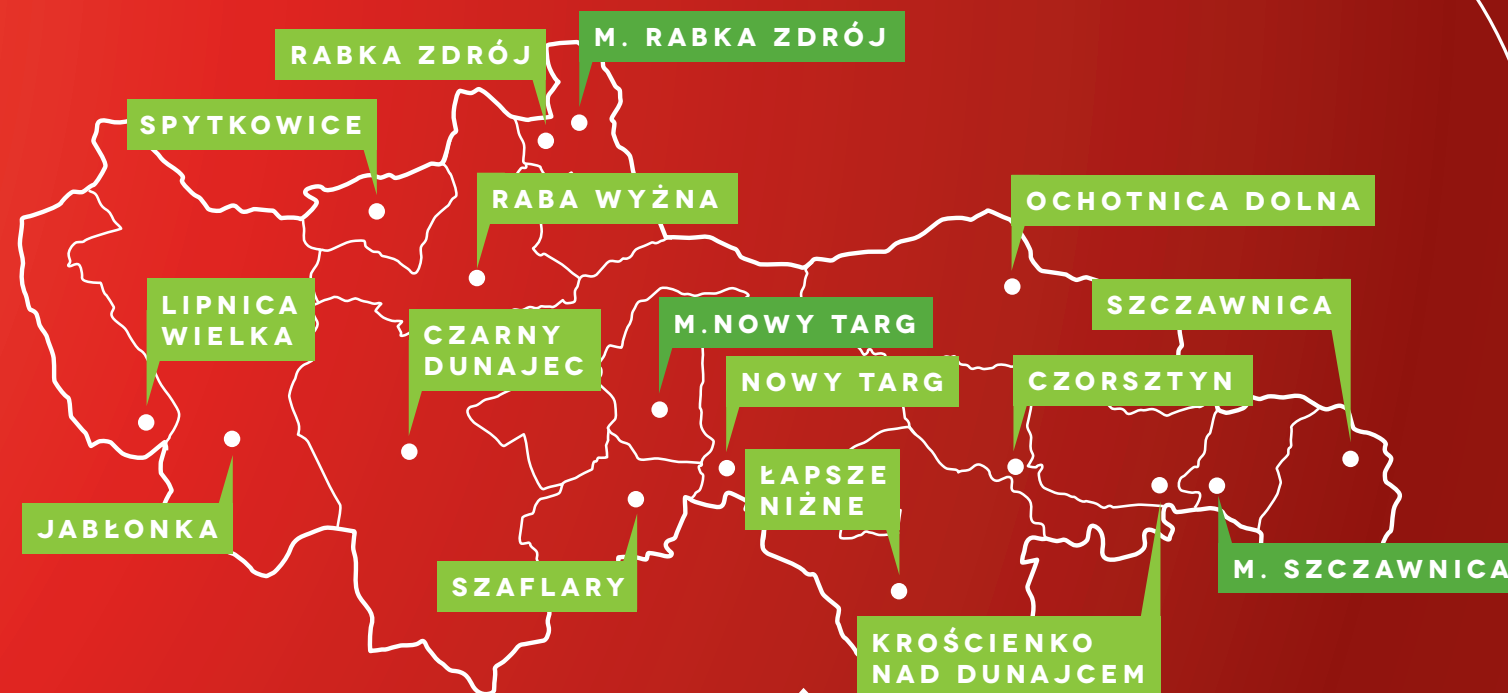 M. RABKA ZDRÓJ
RABKA ZDRÓJ
SPYTKOWICE
RABA WYŻNA
OCHOTNICA DOLNA
LIPNICA
WIELKA
SZCZAWNICA
CZARNY
DUNAJEC
M.NOWY TARG
NOWY TARG
CZORSZTYN
ŁAPSZE
NIŻNE
JABŁONKA
SZAFLARY
M. SZCZAWNICA
KROŚCIENKO
NAD DUNAJCEM